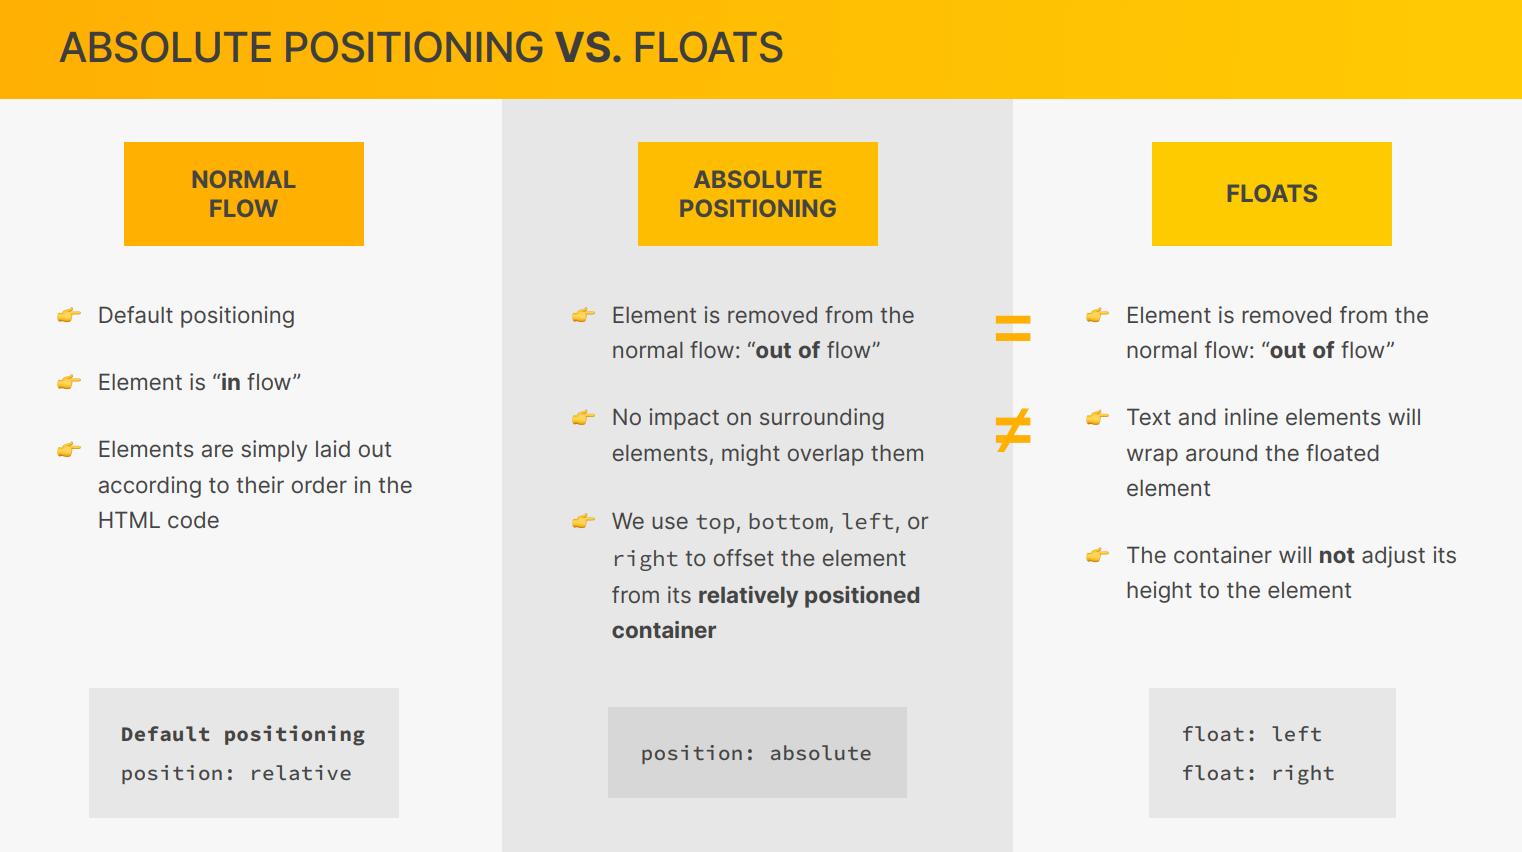 ABSOLUTE POSITIONING VS. FLOATS
NORMAL
FLOW
Default positioning
Element is “in flow”
Elements are simply laid out
according to their order in the
HTML code
Default positioning
position: relative
ABSOLUTE
POSITIONING
Element is removed from the
normal flow: “out of flow”
No impact on surrounding
elements, might overlap them
We use top, bottom, left, or
right to offset the element
from its relatively positioned
container
position: absolute
=
≠
FLOATS
Element is removed from the
normal flow: “out of flow”
Text and inline elements will
wrap around the floated
element
The container will not adjust its
height to the element
float: left
float: right